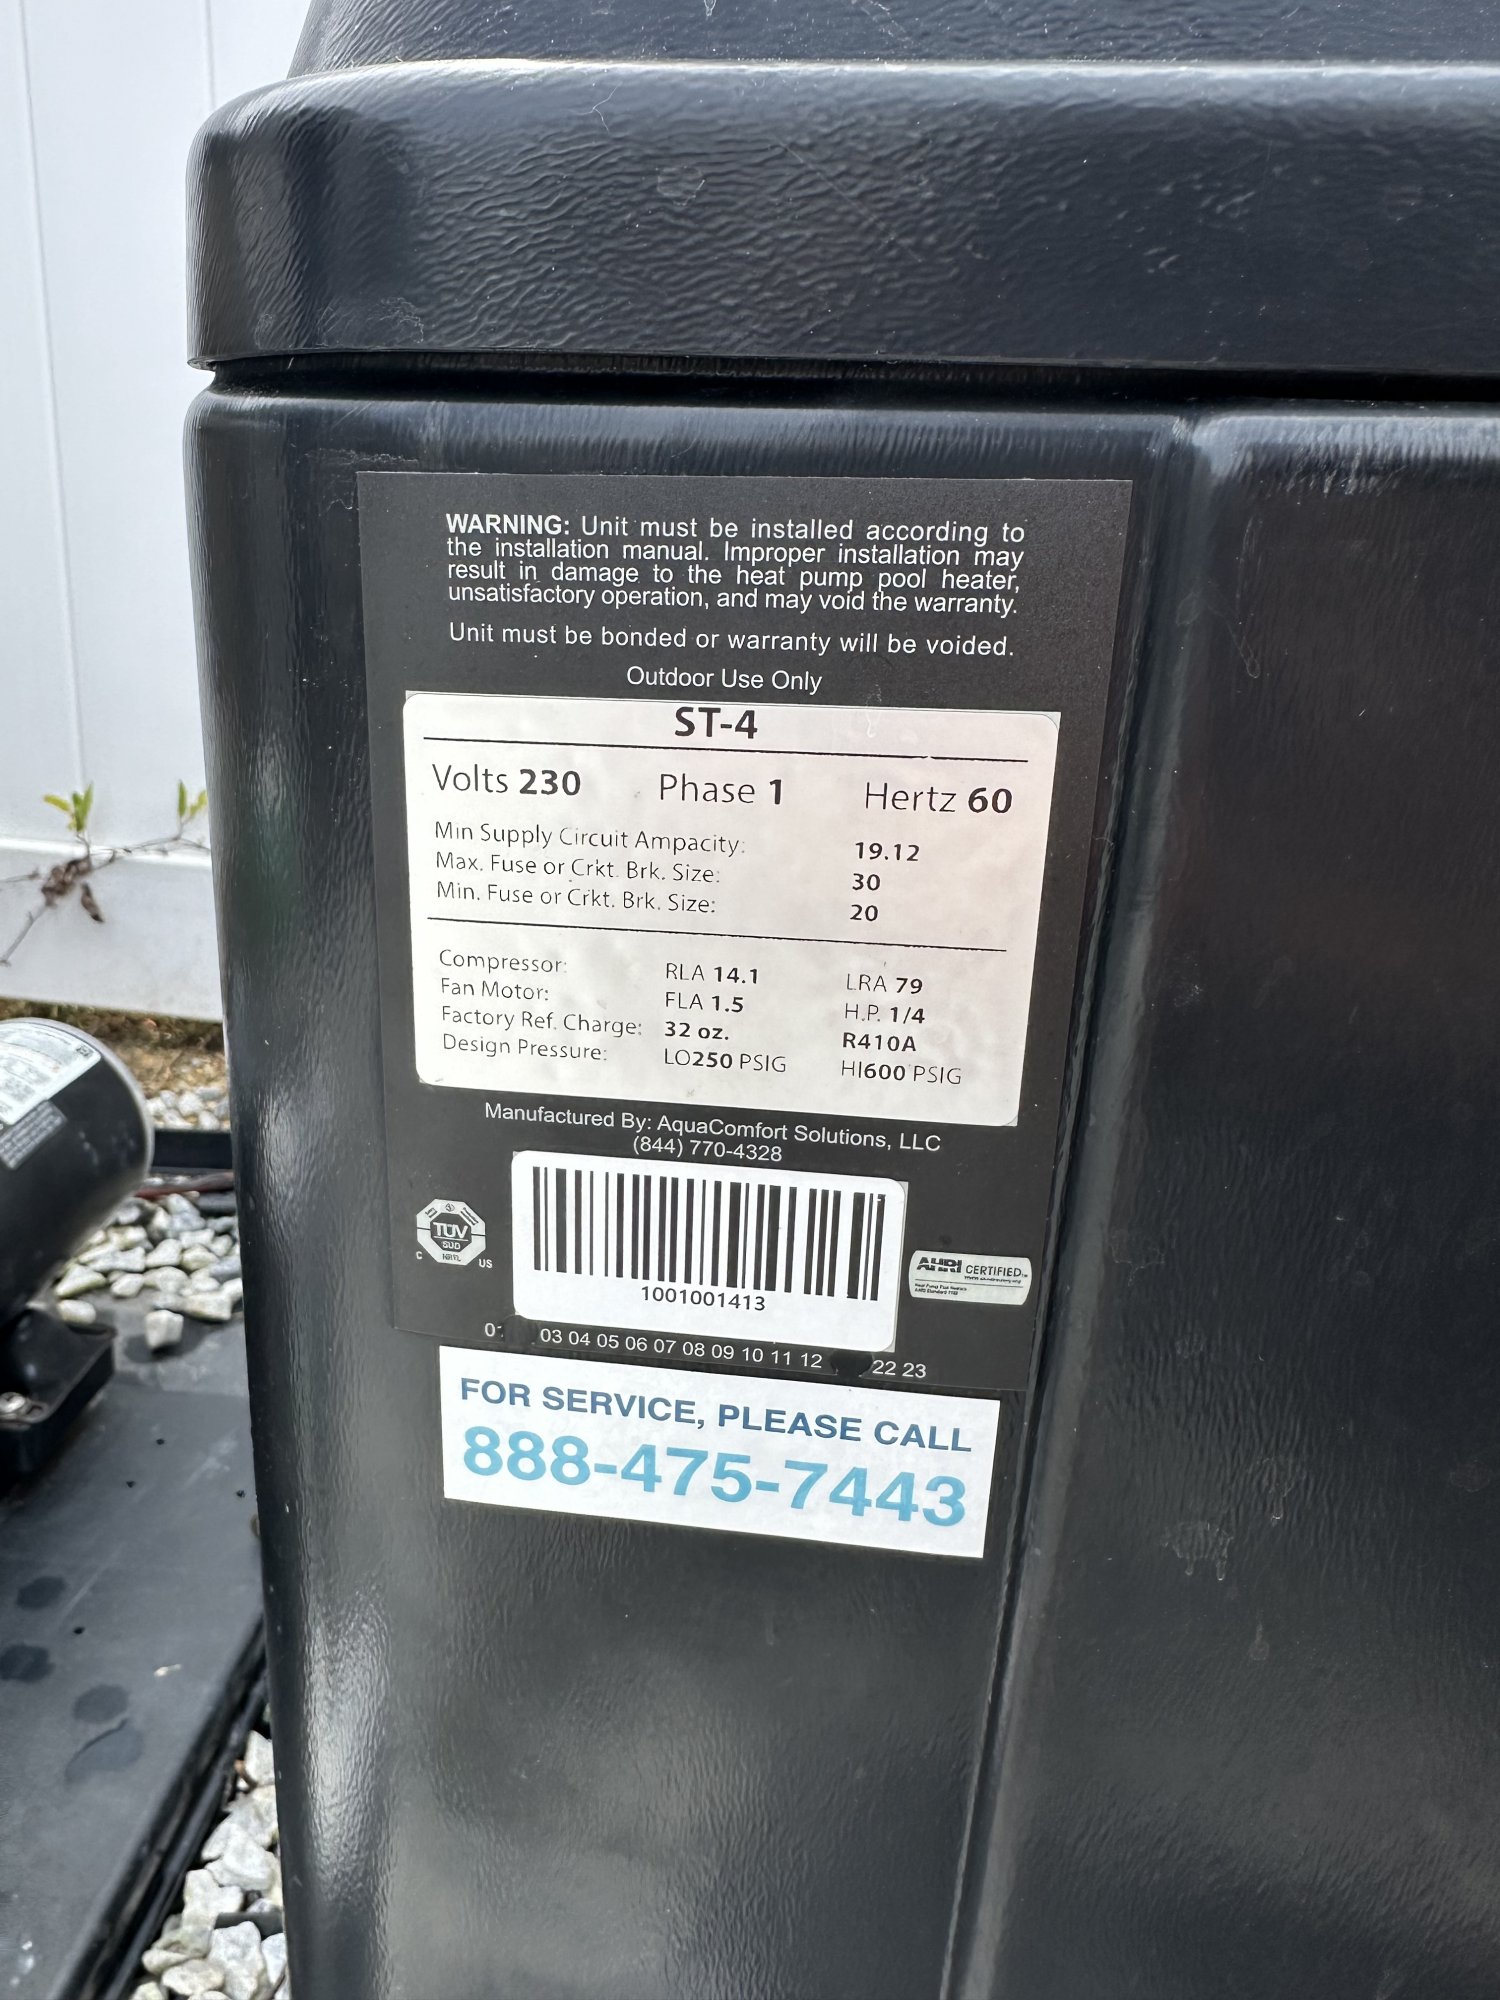 WARNING: Unit must be installed according to
the installation manual. Improper installation may
result in damage to the heat pump pool heater,
unsatisfactory operation, and may void the warranty.
Unit must be bonded or warranty will be voided.
Outdoor Use Only
ST-4
Volts 230 Phase 1 Hertz 60
Min Supply Circuit Ampacity: 19.12
Max. Fuse or Crkt. Brk. Size: 30
Min. Fuse or Crkt. Brk. Size: 20
Compressor: RLA 14.1 LRA 79
Fan Motor: FLA 1.5 H.P. 1/4
Factory Ref. Charge: 32 oz. R410A
Design Pressure: LO250 PSIG HI600 PSIG
Manufactured By: AquaComfort Solutions, LLC
(844) 770-4328
TÜV
SÜD
NRTL
C US
AHRI CERTIFIED
1001001413
03 04 05 06 07 08 09 10 11 12 22 23
FOR SERVICE, PLEASE CALL
888-475-7443